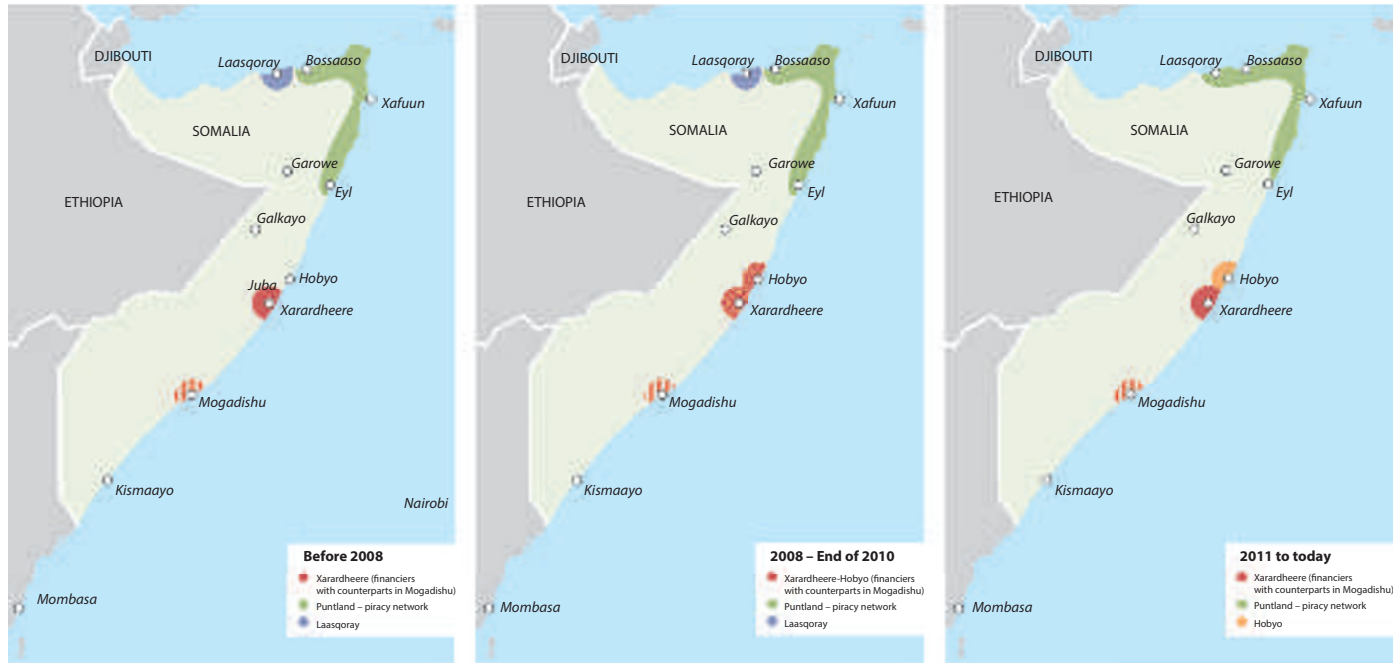 DJIBOUTI
Laasqoray
Bossaaso
Xafuun
SOMALIA
Garowe
Eyl
ETHIOPIA
Galkayo
Hobyo
Juba
Xarardheere
Mogadishu
Kismaayo
Nairobi
Mombasa
Before 2008
Xarardheere (financiers
with counterparts in Mogadishu)
Puntland – piracy network
Laasqoray
DJIBOUTI
Laasqoray
Bossaaso
Xafuun
SOMALIA
Garowe
Eyl
ETHIOPIA
Galkayo
Hobyo
Xarardheere
Mogadishu
Kismaayo
Mombasa
2008 – End of 2010
Xarardheere-Hobyo (financiers
with counterparts in Mogadishu)
Puntland – piracy network
Laasqoray
DJIBOUTI
Laasqoray
Bossaaso
Xafuun
SOMALIA
Garowe
Eyl
ETHIOPIA
Galkayo
Hobyo
Xarardheere
Mogadishu
Kismaayo
Mombasa
2011 to today
Xarardheere (financiers
with counterparts in Mogadishu)
Puntland – piracy network
Hobyo